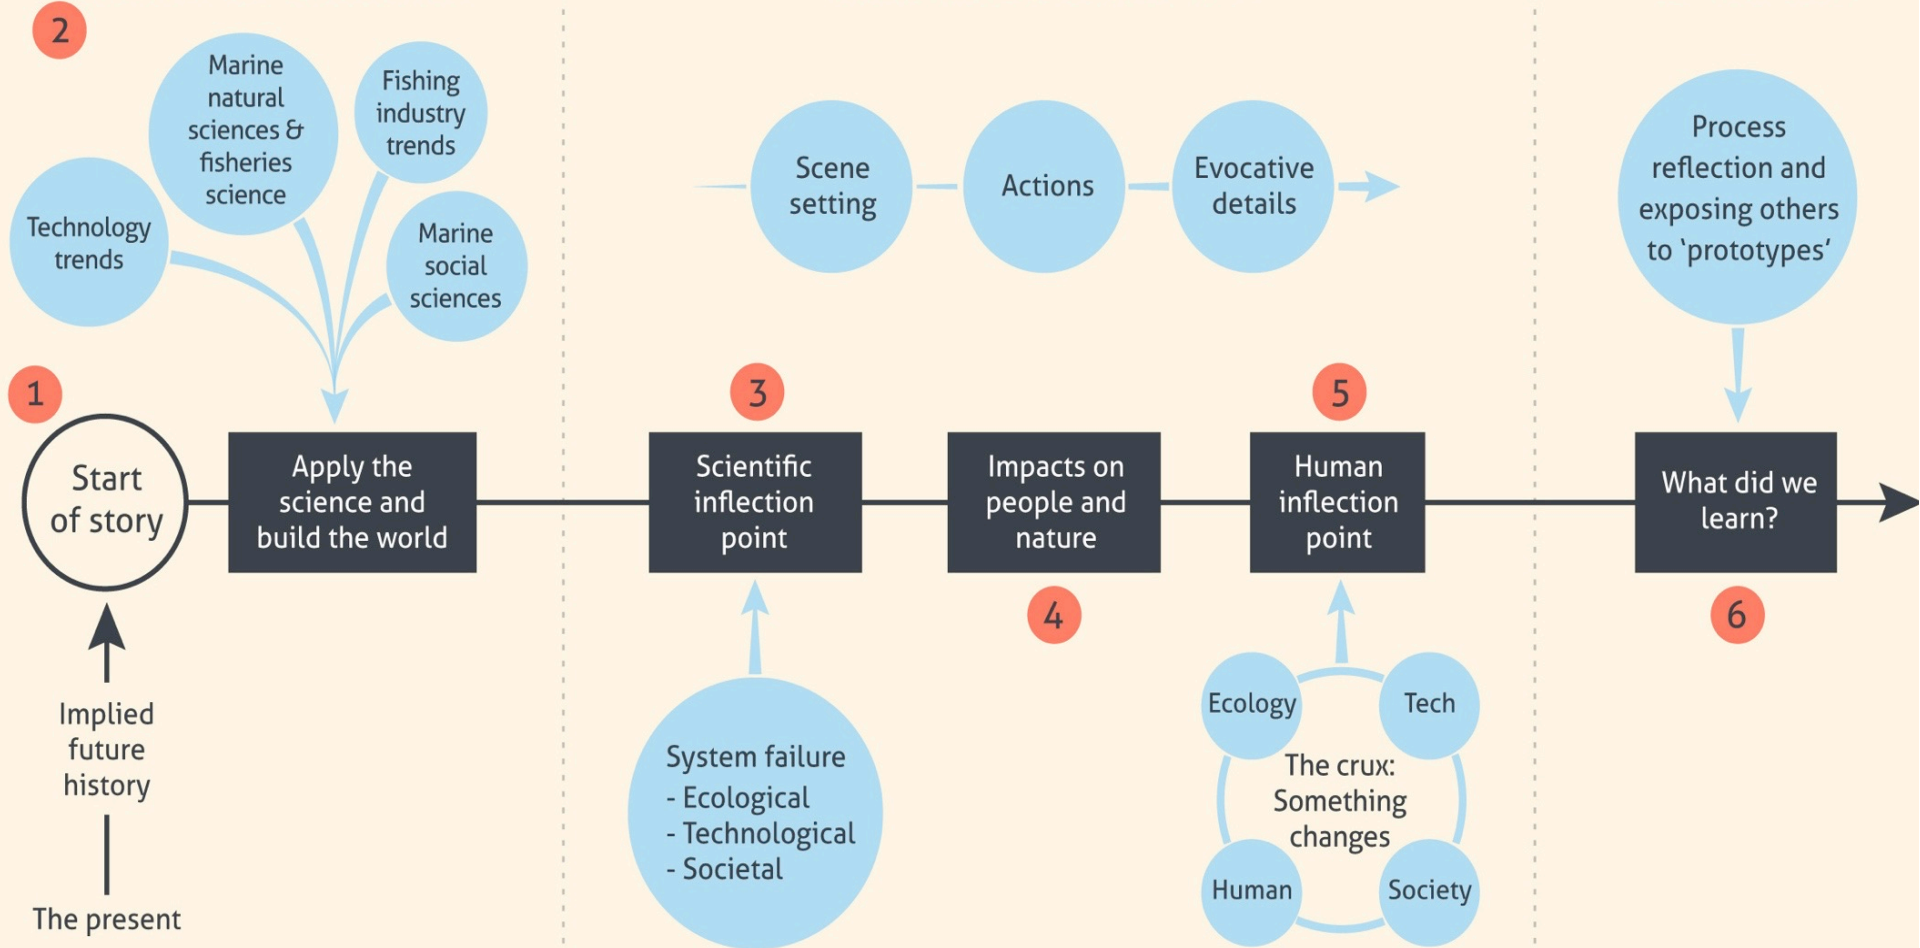 2
Marine
natural
sciences &
fisheries
science
Fishing
industry
trends
Technology
trends
Marine
social
sciences
Scene
setting
Actions
Evocative
details
Process
reflection and
exposing others
to ‘prototypes’
1
Start
of story
Apply the
science and
build the world
3
Scientific
inflection
point
Impacts on
people and
nature
4
5
Human
inflection
point
What did we
learn?
6
Implied
future
history
The present
System failure
- Ecological
- Technological
- Societal
Ecology
Tech
The crux:
Something
changes
Human
Society